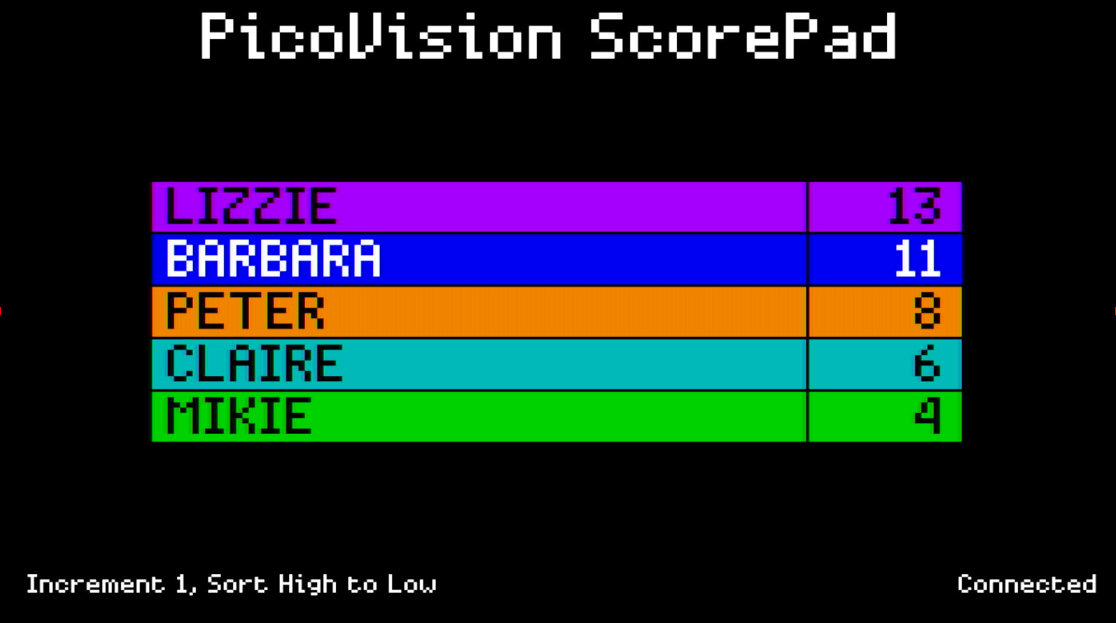 PicoVision ScorePad
LIZZIE 13
BARBARA 11
PETER 8
CLAIRE 6
MIKIE 4
Increment 1, Sort High to Low Connected